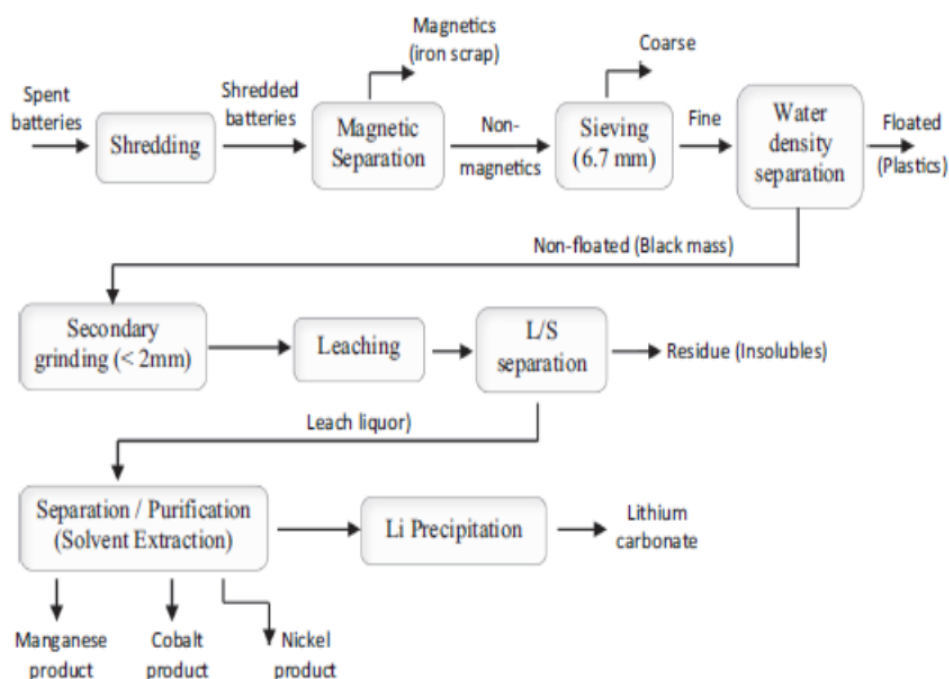 Magnetics
(iron scrap)
Coarse
Spent
batteries
Shredding
Shredded
batteries
Magnetic
Separation
Non-
magnetics
Sieving
(6.7 mm)
Fine
Water
density
separation
Floated
(Plastics)
Non-floated (Black mass)
Secondary
grinding (< 2mm)
Leaching
L/S
separation
Residue (Insolubles)
Leach liquor)
Separation / Purification
(Solvent Extraction)
Li Precipitation
Lithium
carbonate
Manganese
product
Cobalt
product
Nickel
product